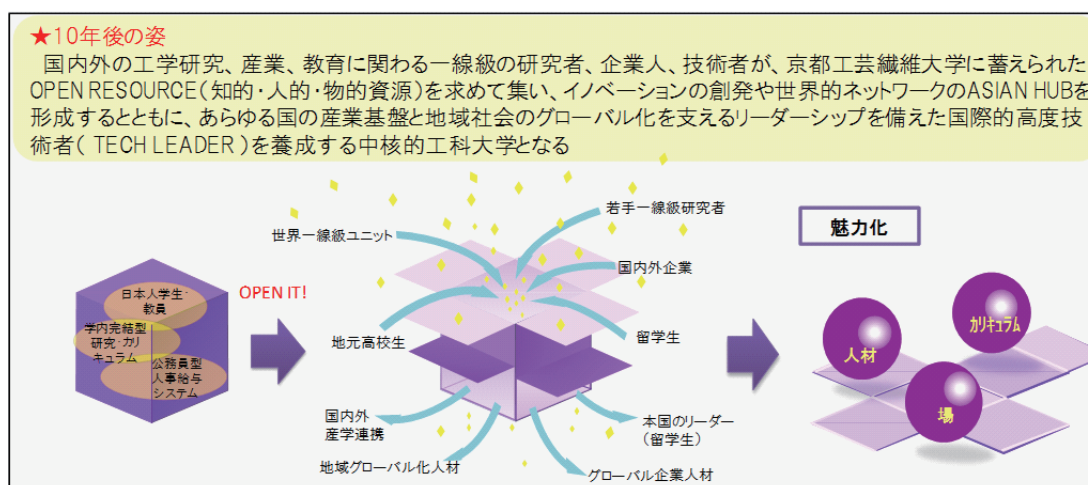 ★10年後の姿
国内外の工学研究、産業、教育に関わる一線級の研究者、企業人、技術者が、京都工芸繊維大学に蓄えられた
OPEN RESOURCE(知的・人的・物的資源)を求めて集い、イノベーションの創発や世界的ネットワークのASIAN HUBを
形成するとともに、あらゆる国の産業基盤と地域社会のグローバル化を支えるリーダーシップを備えた国際的高度技
術者( TECH LEADER )を養成する中核的工科大学となる
若手一線級研究者
魅力化
世界一線級ユニット
国内外企業
日本人学生・
教員
OPEN IT!
学内完結型
研究・カリ
キュラム
公務員型
人事給与
システム
地元高校生
留学生
カリキュラム
人材
場
国内外
産学連携
本国のリーダー
(留学生)
地域グローバル化人材
グローバル企業人材